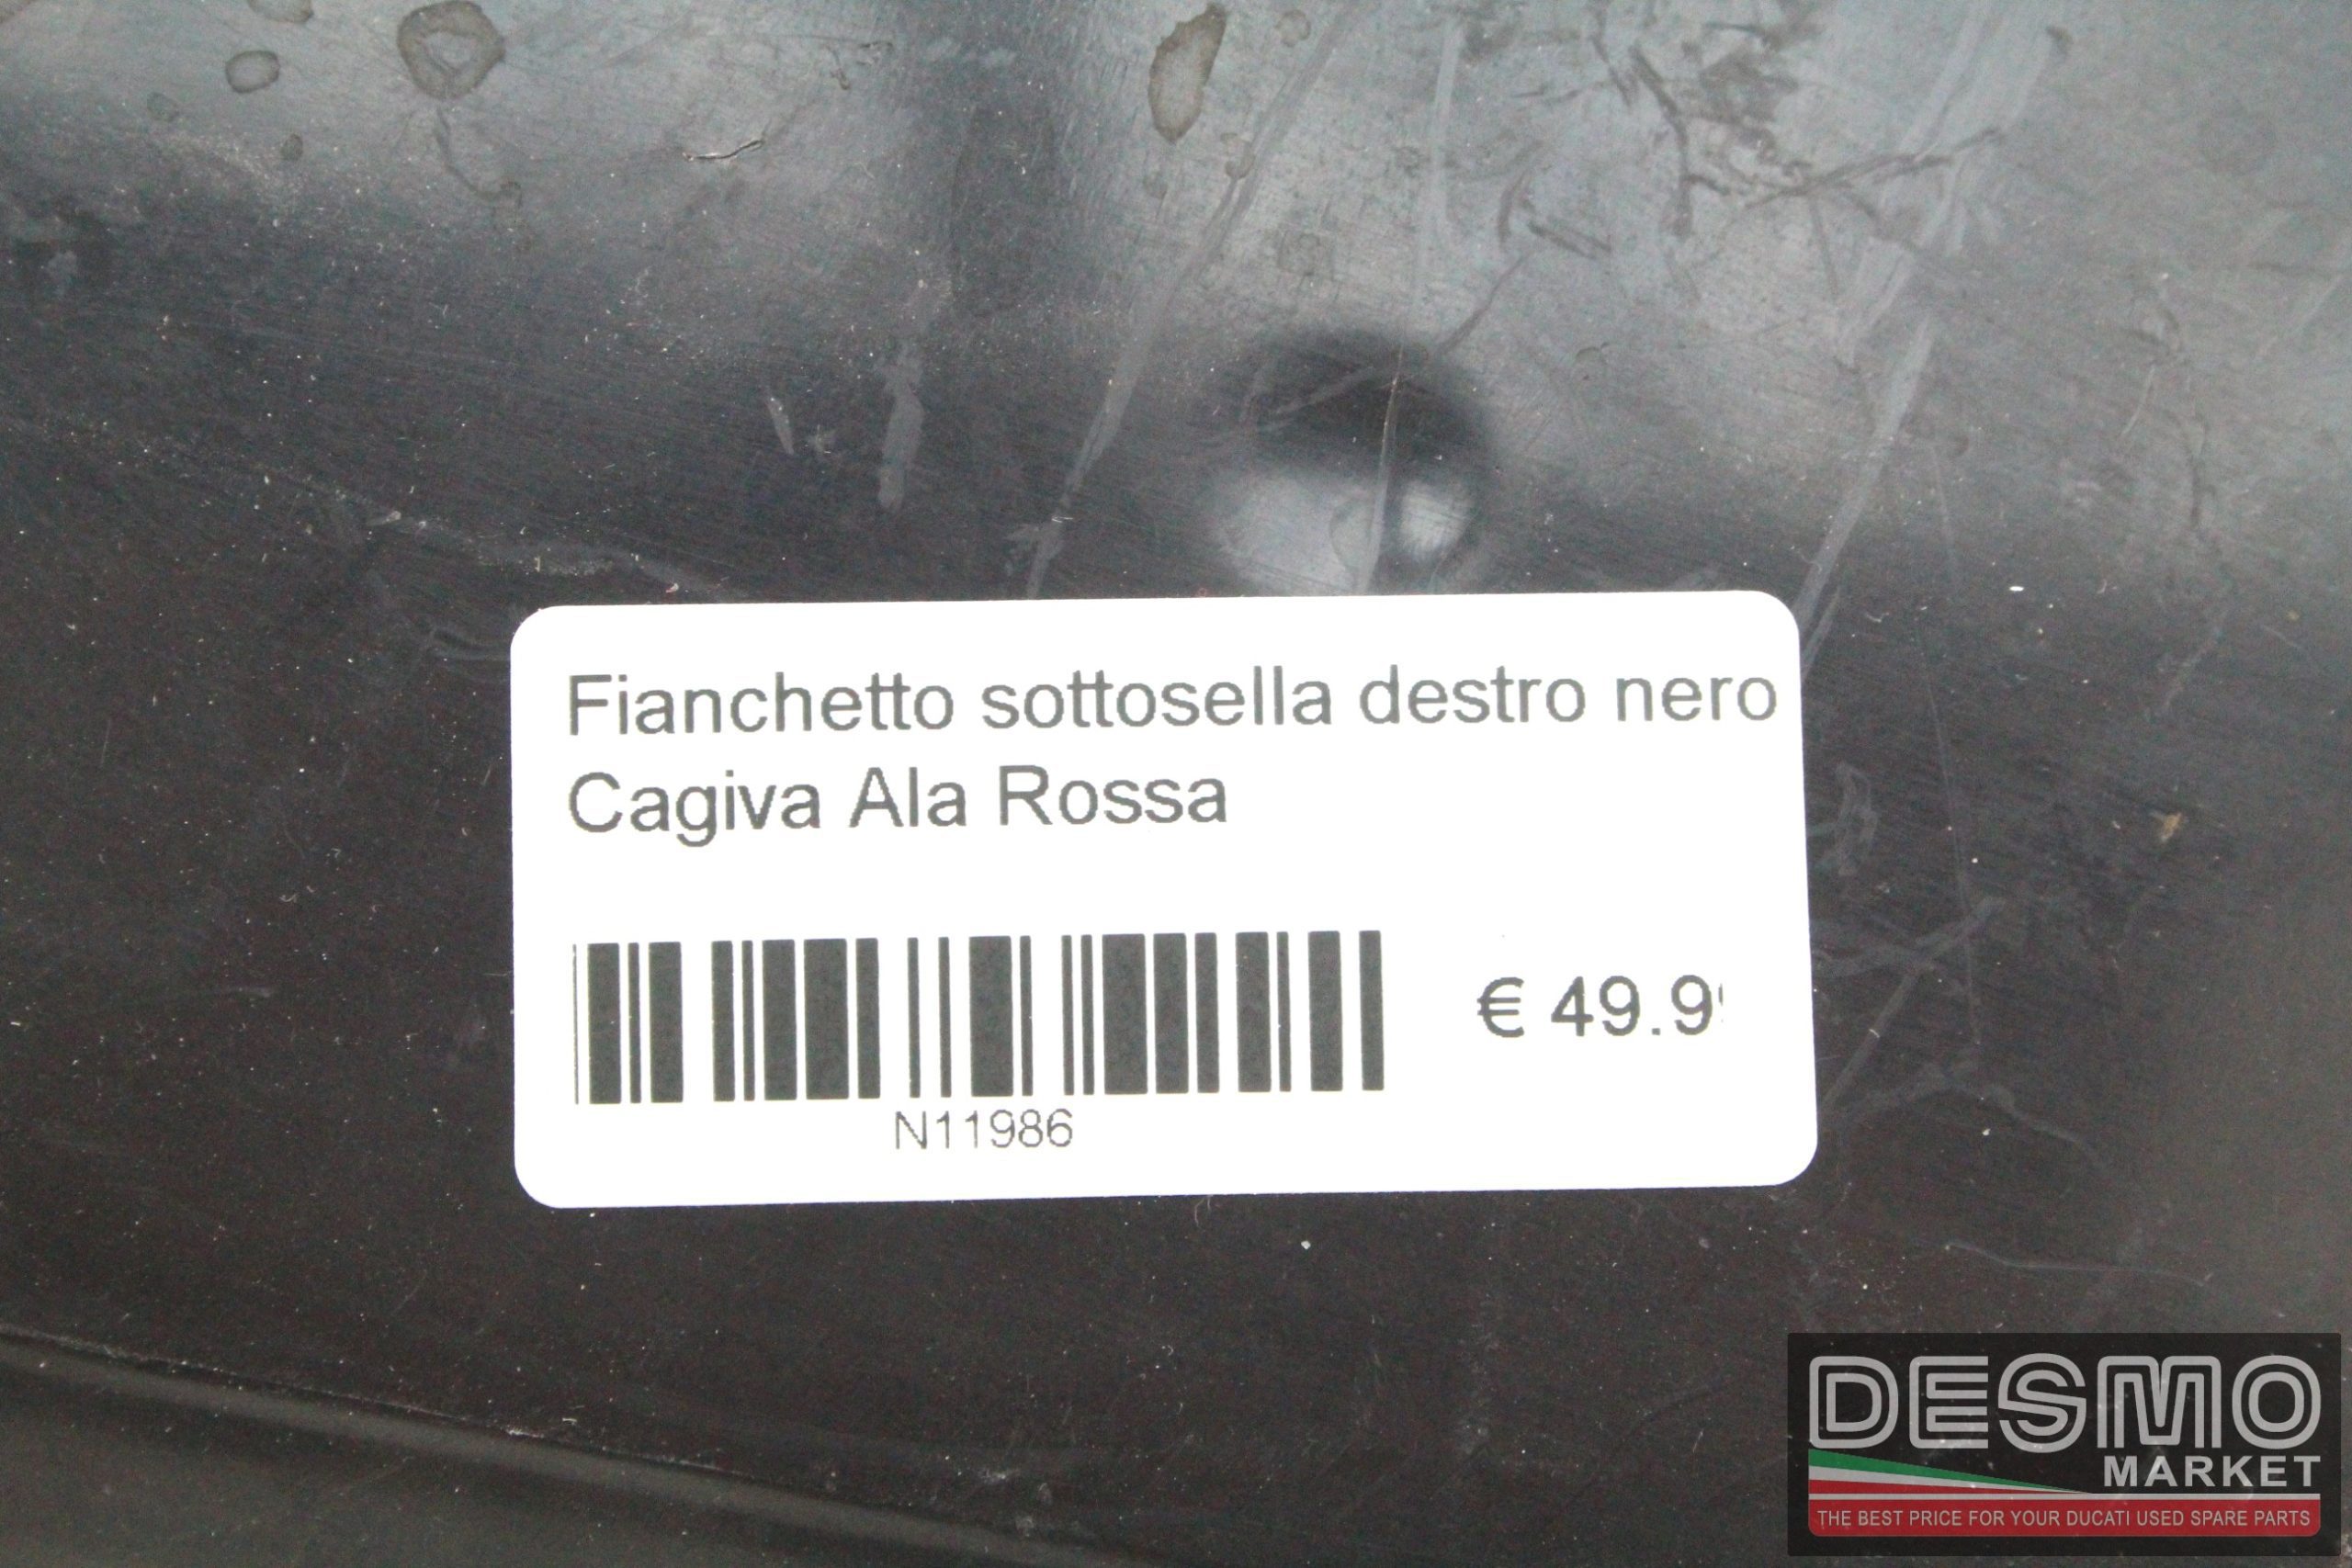 Fianchetto sottosella destro nero
Cagiva Ala Rossa
€ 49.9
N11986
DESMO
MARKET
THE BEST PRICE FOR YOUR DUCATI USED SPARE PARTS